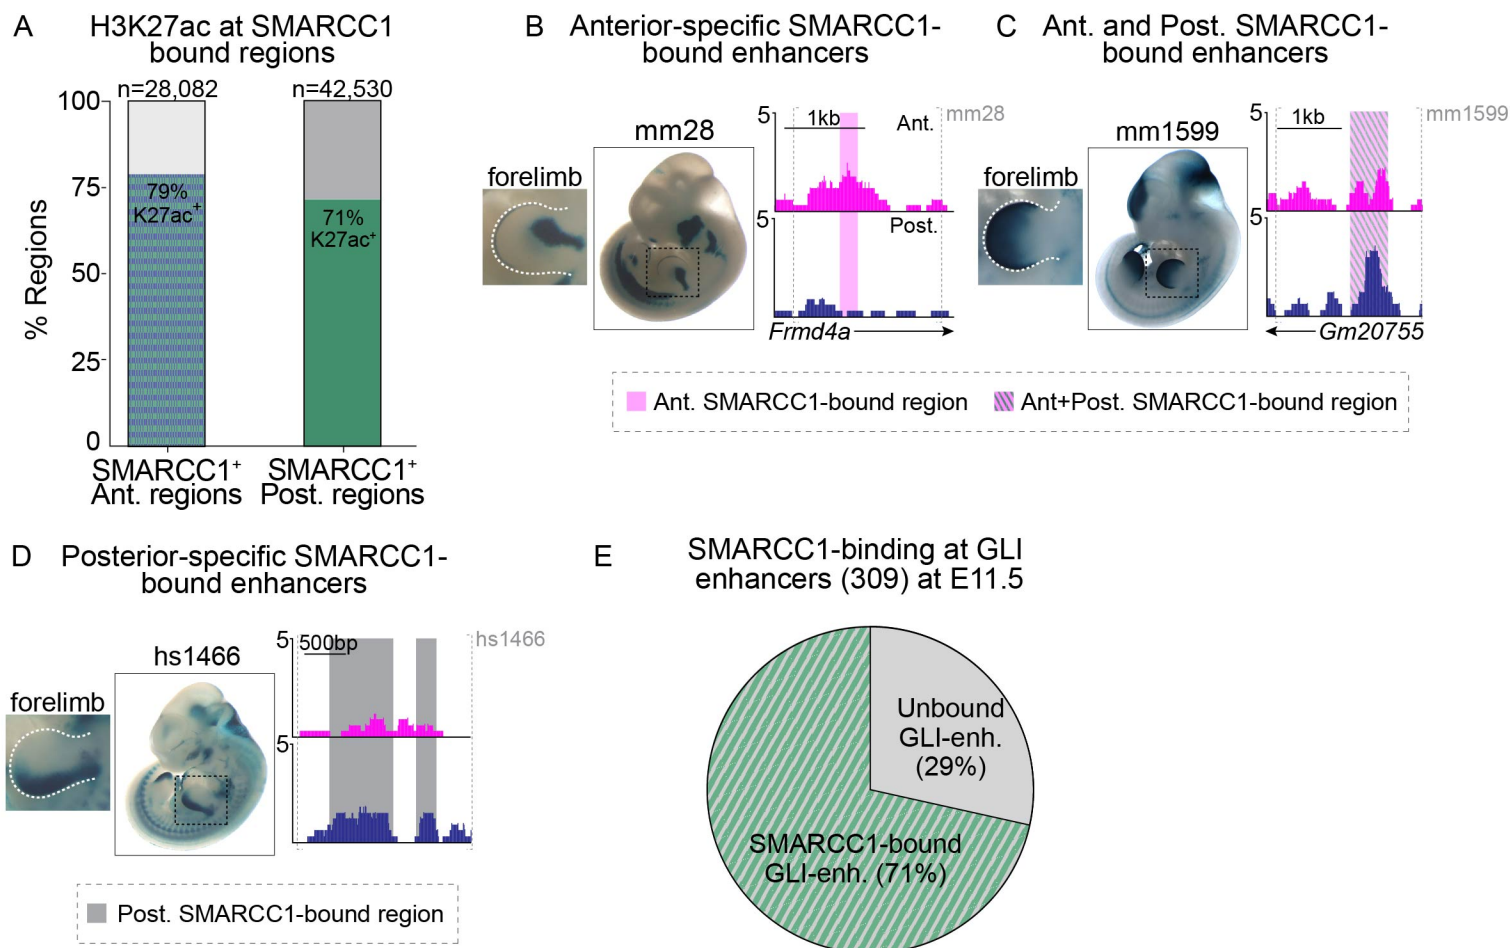 A
H3K27ac at SMARCC1
bound regions
n=28,082
n=42,530
100
75
50
25
0
% Regions
79%
K27ac+
71%
K27ac+
SMARCC1+
Ant. regions
SMARCC1+
Post. regions
B
Anterior-specific SMARCC1-
bound enhancers
mm28
forelimb
5
1kb
Ant.
mm28
5
Post.
Frmd4a
C
Ant. and Post. SMARCC1-
bound enhancers
mm1599
forelimb
5
1kb
mm1599
5
Gm20755
Ant. SMARCC1-bound region
Ant+Post. SMARCC1-bound region
D
Posterior-specific SMARCC1-
bound enhancers
hs1466
forelimb
5
500bp
hs1466
5
Post. SMARCC1-bound region
E
SMARCC1-binding at GLI
enhancers (309) at E11.5
Unbound
GLI-enh.
(29%)
SMARCC1-bound
GLI-enh. (71%)